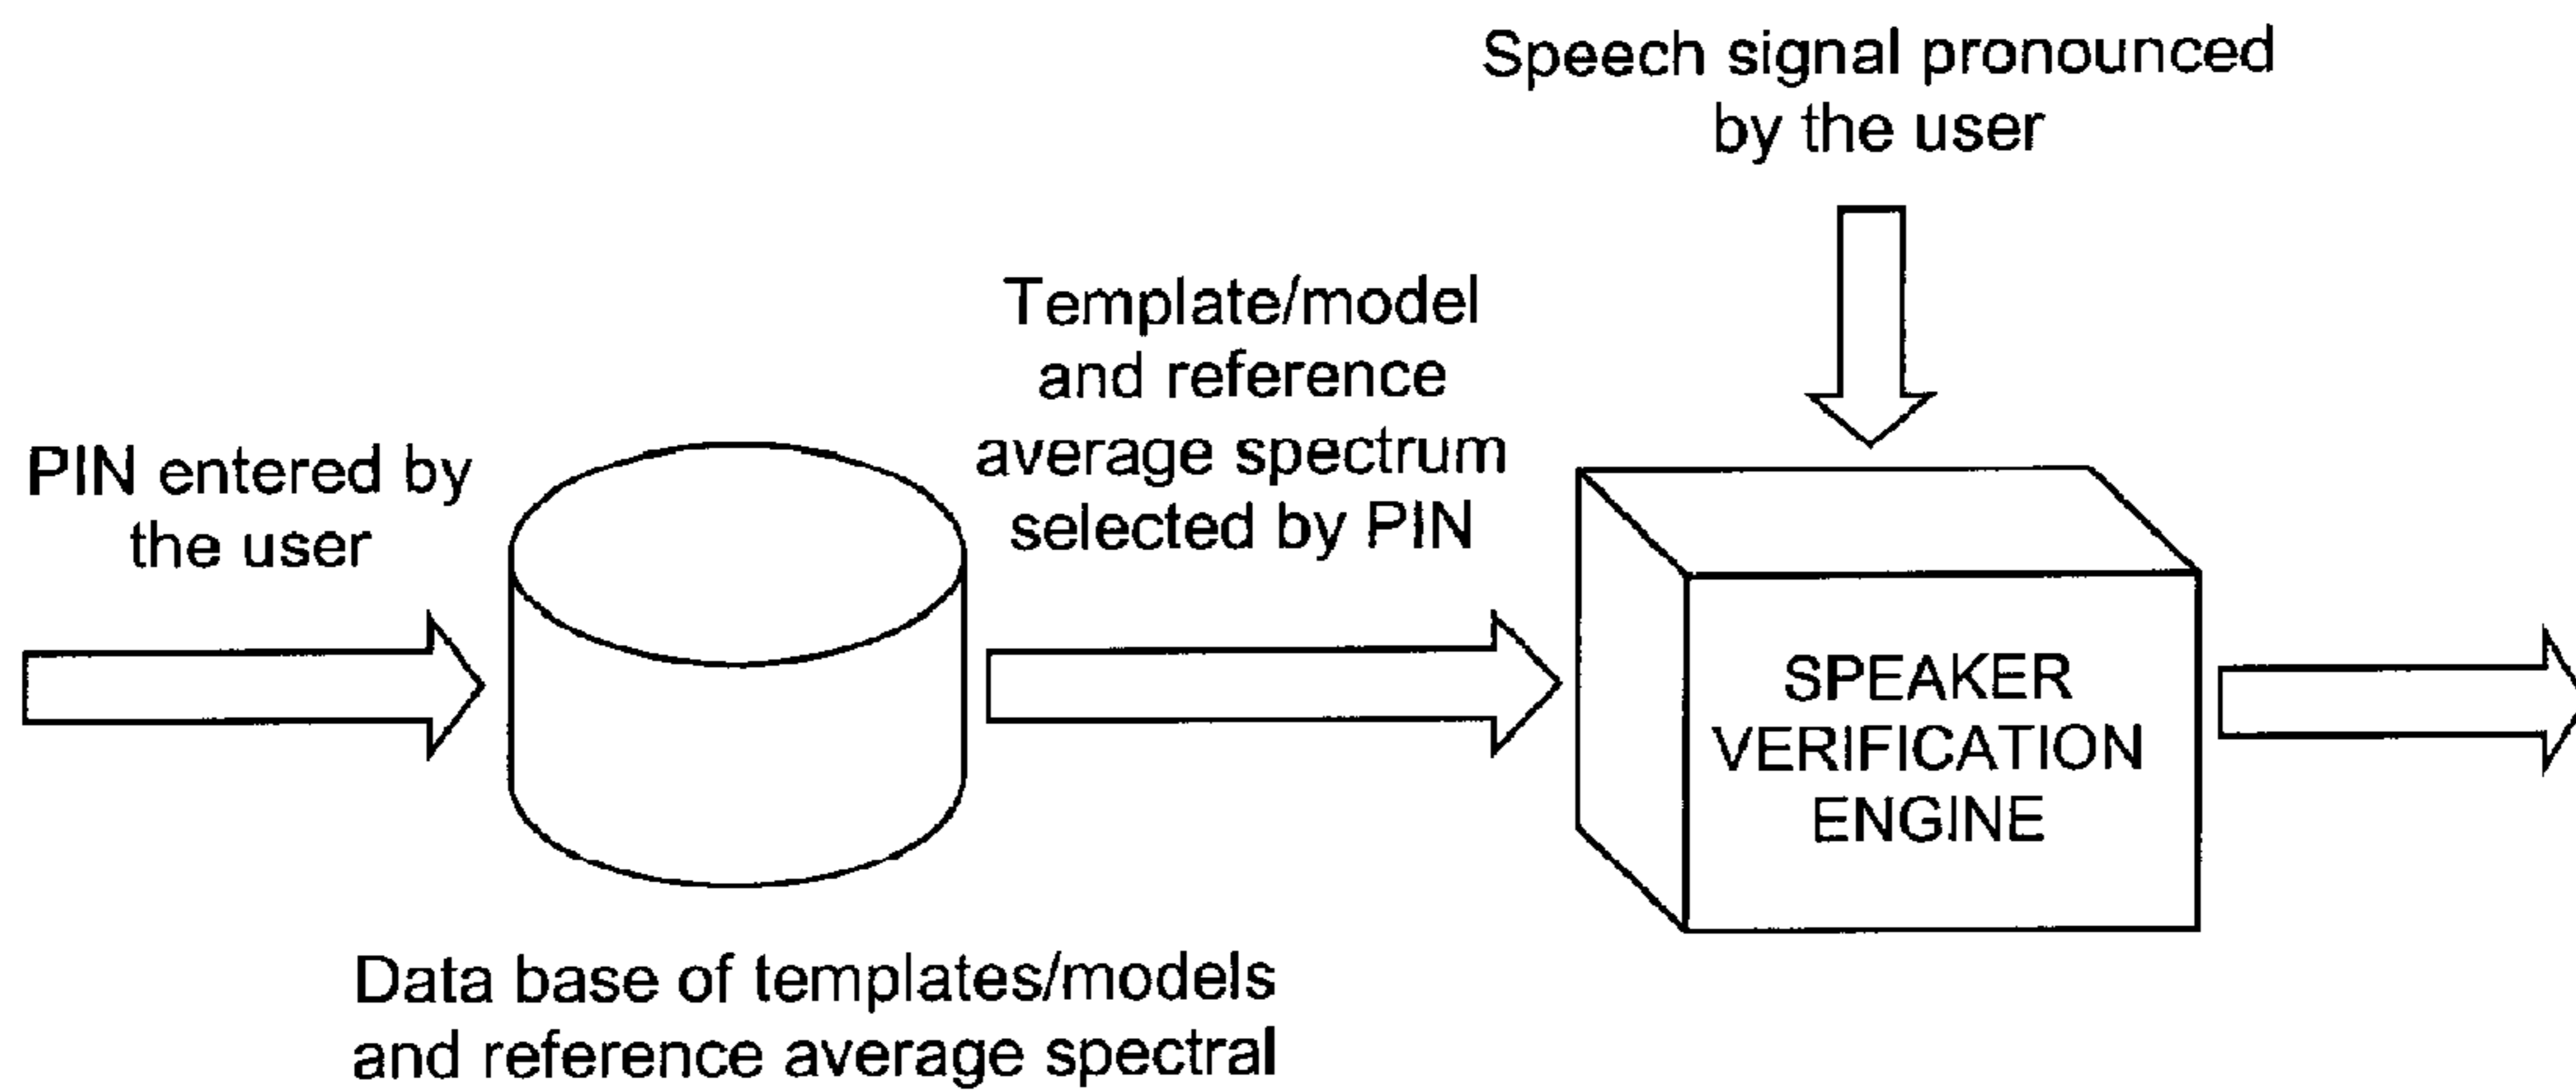 Speech signal pronounced
by the user
Template/model
and reference
average spectrum
selected by PIN
PIN entered by
the user
SPEAKER
VERIFICATION
ENGINE
Data base of templates/models
and reference average spectral